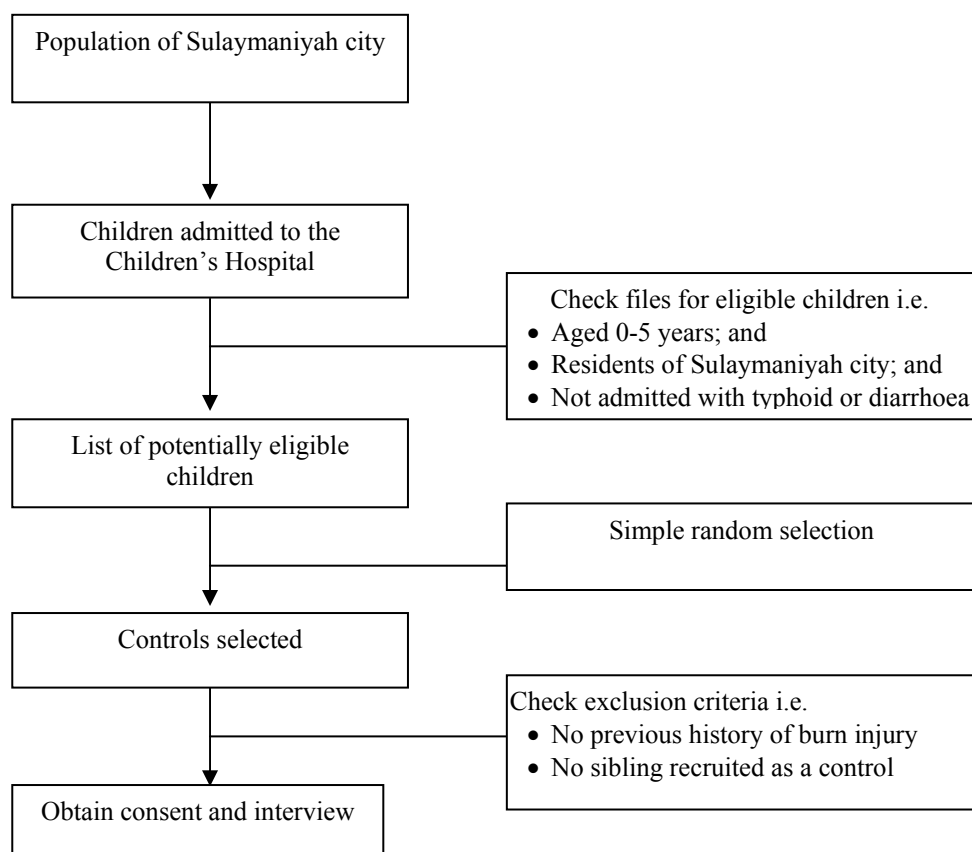 Population of Sulaymaniyah city
Children admitted to the
Children’s Hospital
Check files for eligible children i.e.
• Aged 0-5 years; and
• Residents of Sulaymaniyah city; and
• Not admitted with typhoid or diarrhoea
List of potentially eligible
children
Simple random selection
Controls selected
Check exclusion criteria i.e.
• No previous history of burn injury
• No sibling recruited as a control
Obtain consent and interview